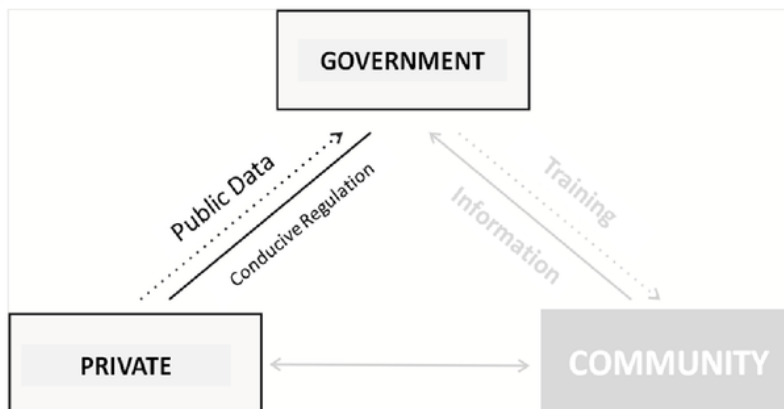 GOVERNMENT
Public Data
Conducive Regulation
Training
Information
PRIVATE
COMMUNITY